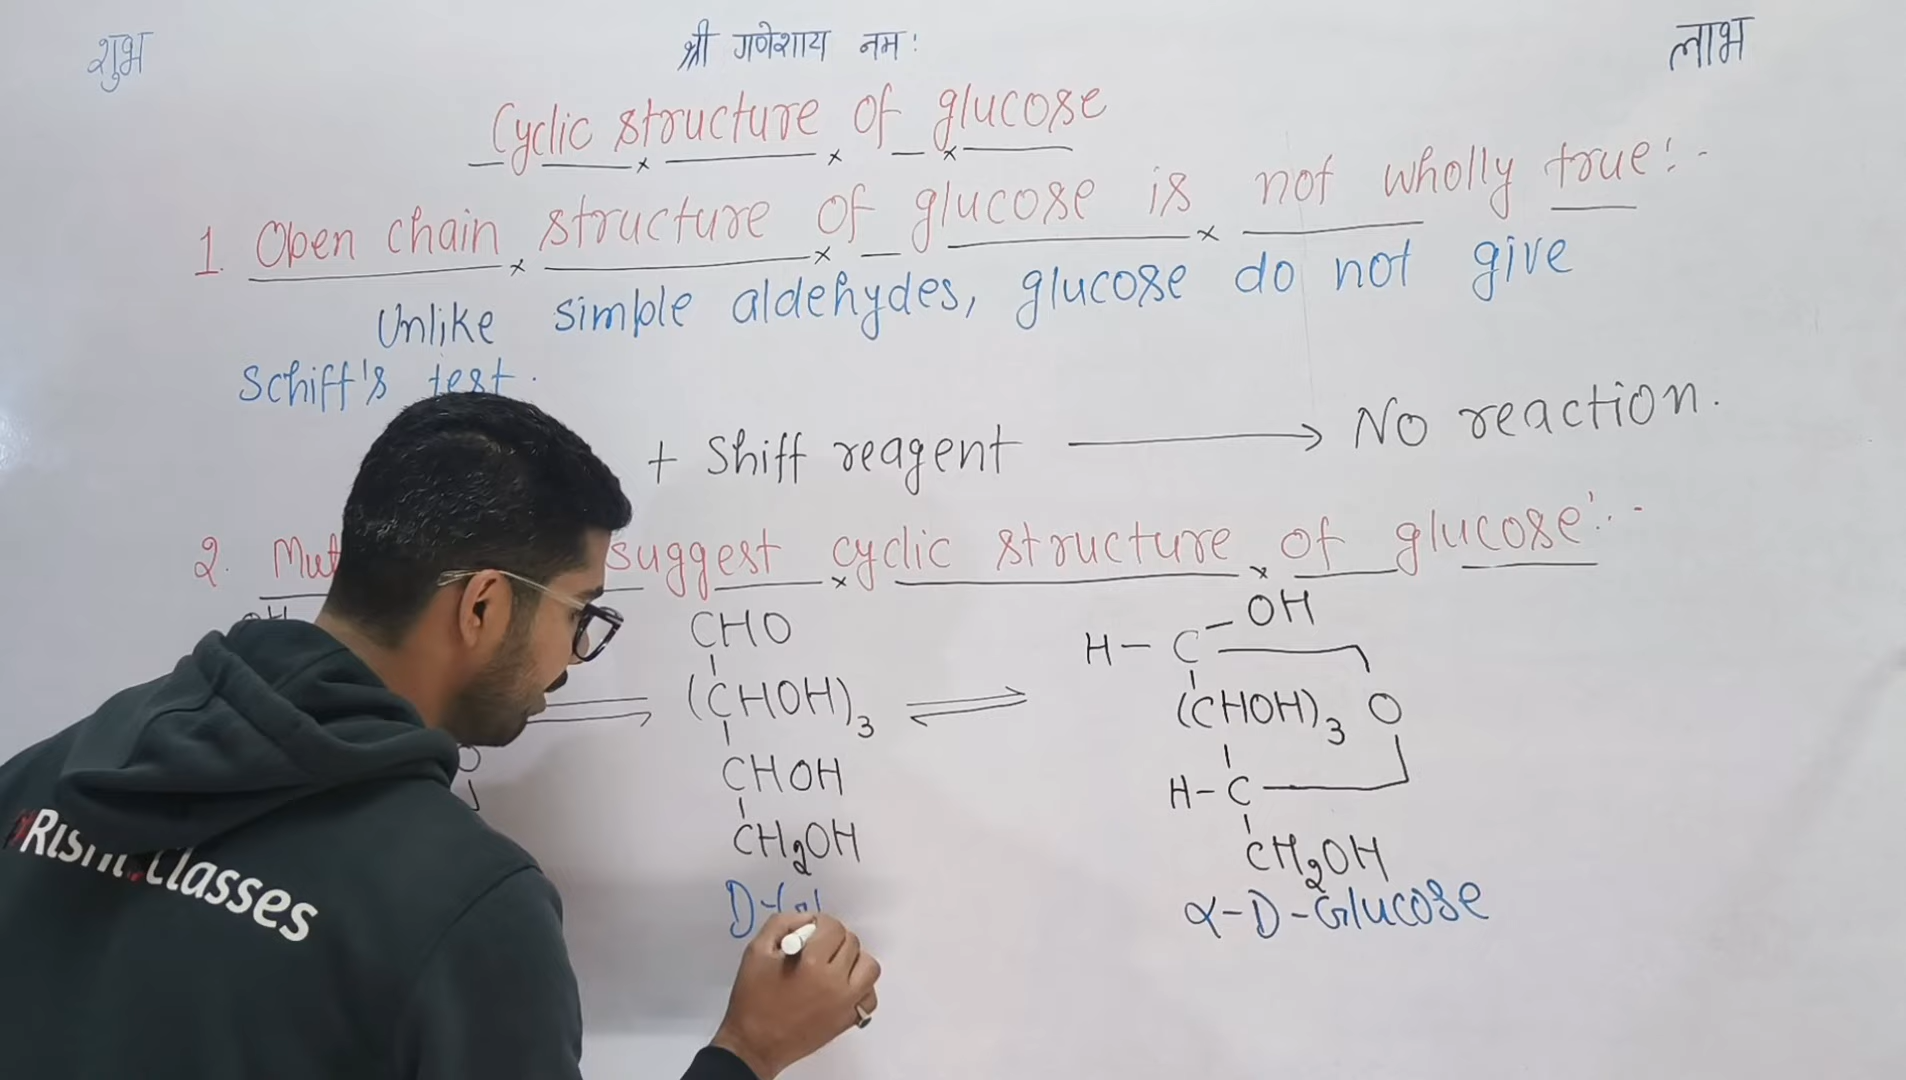 शुभ श्री गणेशाय नमः लाभ
Cyclic structure of glucose
1. Open chain structure of glucose is not wholly true:-
Unlike simple aldehydes, glucose do not give
Schiff's test.
+ Shiff reagent ⟶ No reaction.
2. suggest cyclic structure of glucose:-
CHO H-C-OH
(CHOH)3 ⇌ (CHOH)3 O
CHOH H-C
CH2OH CH2OH
D- α-D-Glucose
Classes